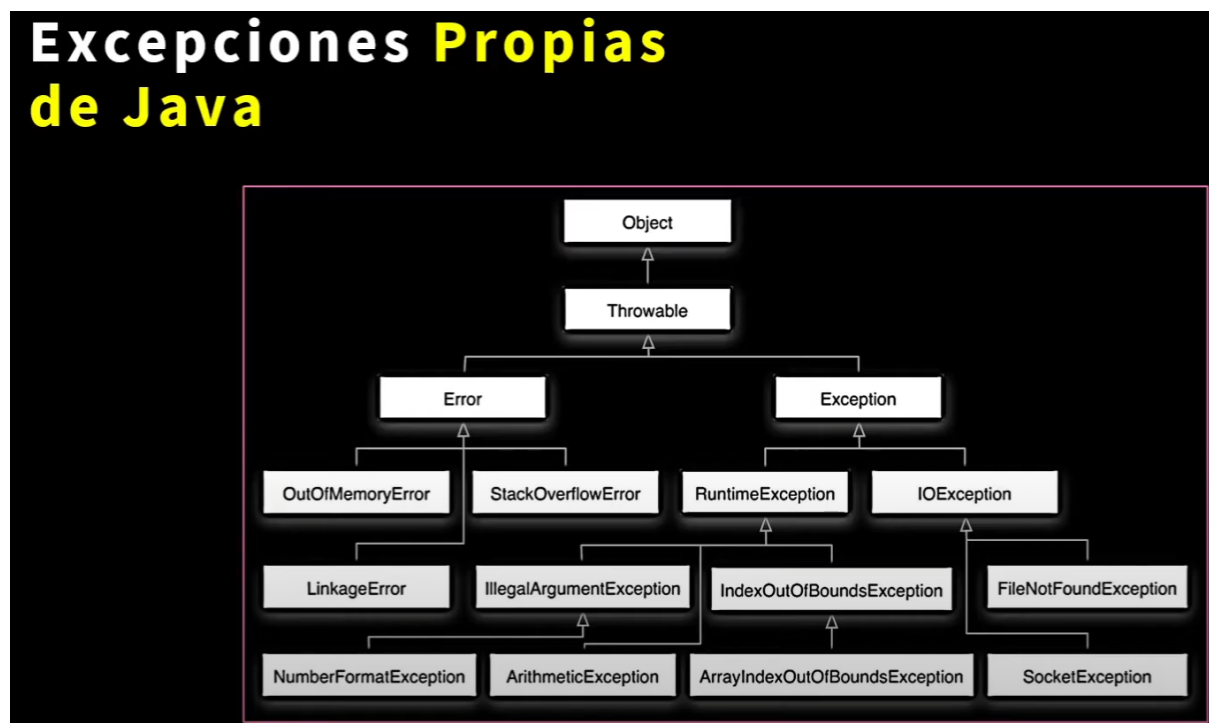 Excepciones Propias
de Java
Object
Throwable
Error Exception
OutOfMemoryError StackOverflowError RuntimeException IOException
LinkageError IllegalArgumentException IndexOutOfBoundsException FileNotFoundException
NumberFormatException ArithmeticException ArrayIndexOutOfBoundsException SocketException